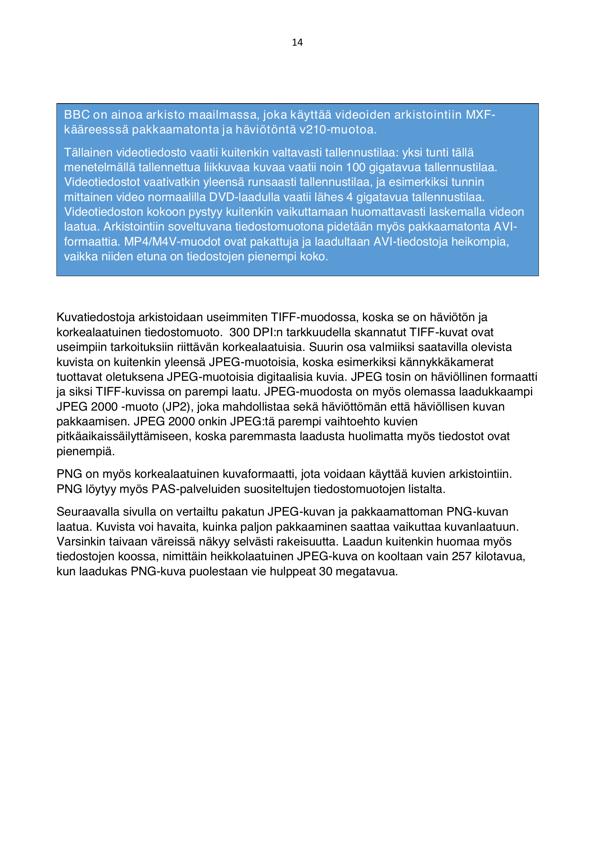 14
BBC on ainoa arkisto maailmassa, joka käyttää videoiden arkistointiin MXF-
kääreesssä pakkaamatonta ja häviötöntä v210-muotoa.
Tällainen videotiedosto vaatii kuitenkin valtavasti tallennustilaa: yksi tunti tällä
menetelmällä tallennettua liikkuvaa kuvaa vaatii noin 100 gigatavua tallennustilaa.
Videotiedostot vaativatkin yleensä runsaasti tallennustilaa, ja esimerkiksi tunnin
mittainen video normaalilla DVD-laadulla vaatii lähes 4 gigatavua tallennustilaa.
Videotiedoston kokoon pystyy kuitenkin vaikuttamaan huomattavasti laskemalla videon
laatua. Arkistointiin soveltuvana tiedostomuotona pidetään myös pakkaamatonta AVI-
formaattia. MP4/M4V-muodot ovat pakattuja ja laadultaan AVI-tiedostoja heikompia,
vaikka niiden etuna on tiedostojen pienempi koko.
Kuvatiedostoja arkistoidaan useimmiten TIFF-muodossa, koska se on häviötön ja
korkealaatuinen tiedostomuoto.  300 DPI:n tarkkuudella skannatut TIFF-kuvat ovat
useimpiin tarkoituksiin riittävän korkealaatuisia. Suurin osa valmiiksi saatavilla olevista
kuvista on kuitenkin yleensä JPEG-muotoisia, koska esimerkiksi kännykkäkamerat
tuottavat oletuksena JPEG-muotoisia digitaalisia kuvia. JPEG tosin on häviöllinen formaatti
ja siksi TIFF-kuvissa on parempi laatu. JPEG-muodosta on myös olemassa laadukkaampi
JPEG 2000 -muoto (JP2), joka mahdollistaa sekä häviöttömän että häviöllisen kuvan
pakkaamisen. JPEG 2000 onkin JPEG:tä parempi vaihtoehto kuvien
pitkäaikaissäilyttämiseen, koska paremmasta laadusta huolimatta myös tiedostot ovat
pienempiä.
PNG on myös korkealaatuinen kuvaformaatti, jota voidaan käyttää kuvien arkistointiin.
PNG löytyy myös PAS-palveluiden suositeltujen tiedostomuotojen listalta.
Seuraavalla sivulla on vertailtu pakatun JPEG-kuvan ja pakkaamattoman PNG-kuvan
laatua. Kuvista voi havaita, kuinka paljon pakkaaminen saattaa vaikuttaa kuvanlaatuun.
Varsinkin taivaan väreissä näkyy selvästi rakeisuutta. Laadun kuitenkin huomaa myös
tiedostojen koossa, nimittäin heikkolaatuinen JPEG-kuva on kooltaan vain 257 kilotavua,
kun laadukas PNG-kuva puolestaan vie hulppeat 30 megatavua.